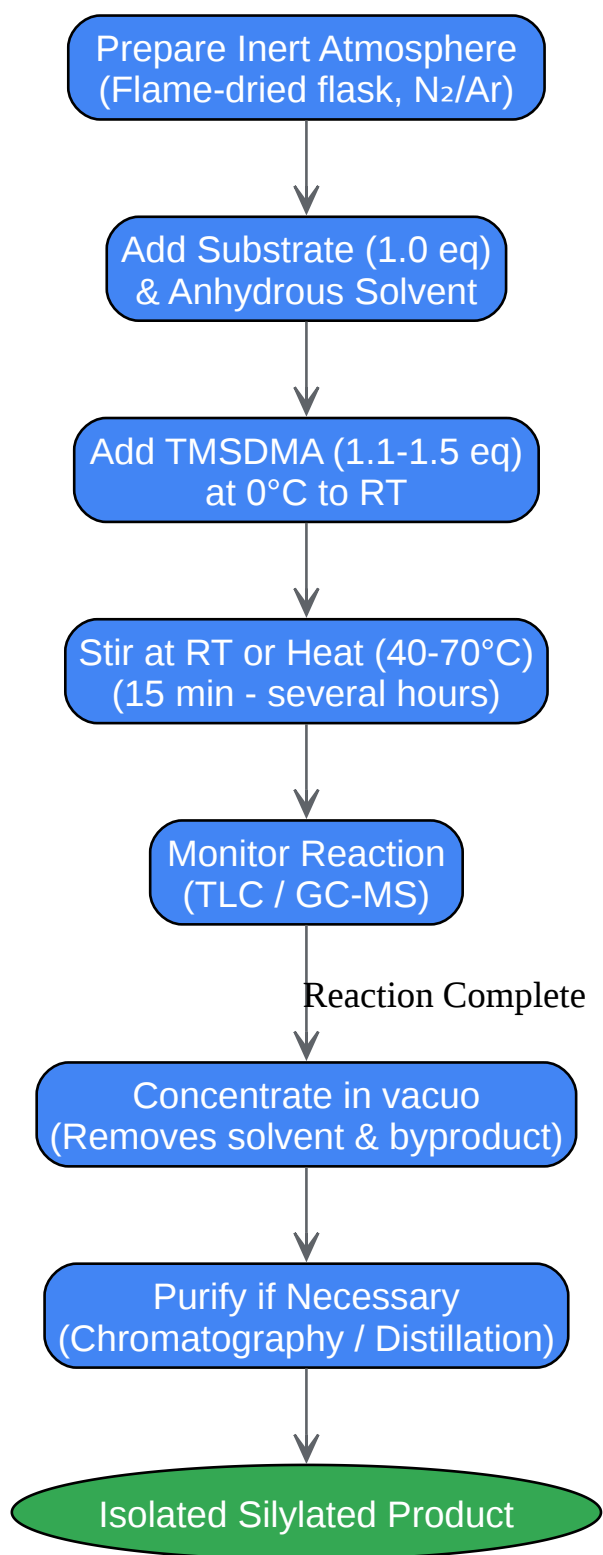 Prepare Inert Atmosphere
(Flame-dried flask, N₂/Ar)
Add Substrate (1.0 eq)
& Anhydrous Solvent
Add TMSDMA (1.1-1.5 eq)
at 0°C to RT
Stir at RT or Heat (40-70°C)
(15 min - several hours)
Monitor Reaction
(TLC / GC-MS)
Reaction Complete
Concentrate in vacuo
(Removes solvent & byproduct)
Purify if Necessary
(Chromatography / Distillation)
Isolated Silylated Product